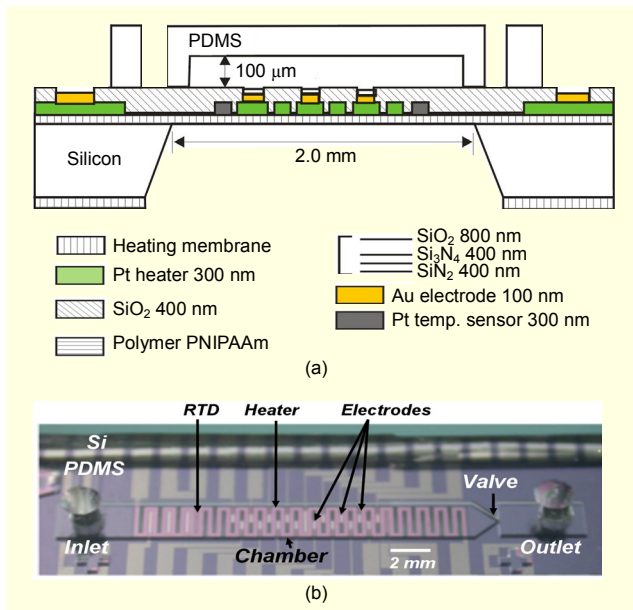 PDMS
100 μm
Silicon
2.0 mm
Heating membrane
Pt heater 300 nm
SiO₂ 400 nm
Polymer PNIPAAm
SiO₂ 800 nm
Si₃N₄ 400 nm
SiN₂ 400 nm
Au electrode 100 nm
Pt temp. sensor 300 nm
(a)
RTD Heater Electrodes
Si
PDMS
Valve
Inlet
Chamber
2 mm
Outlet
(b)